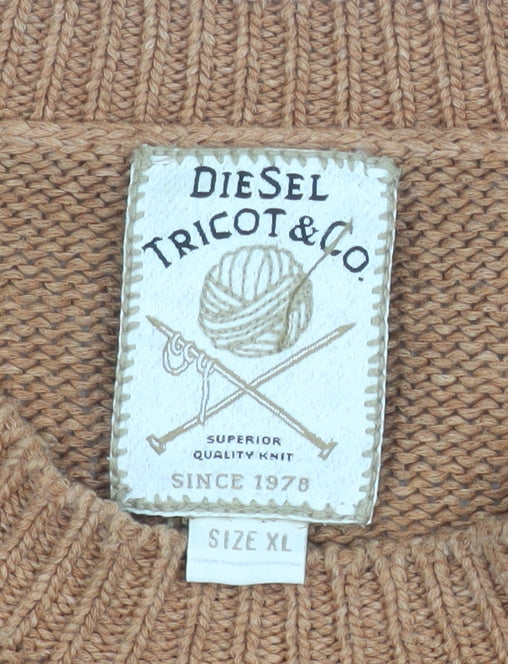 DIESEL
TRICOT & CO.
SUPERIOR
QUALITY KNIT
SINCE 1978
SIZE XL